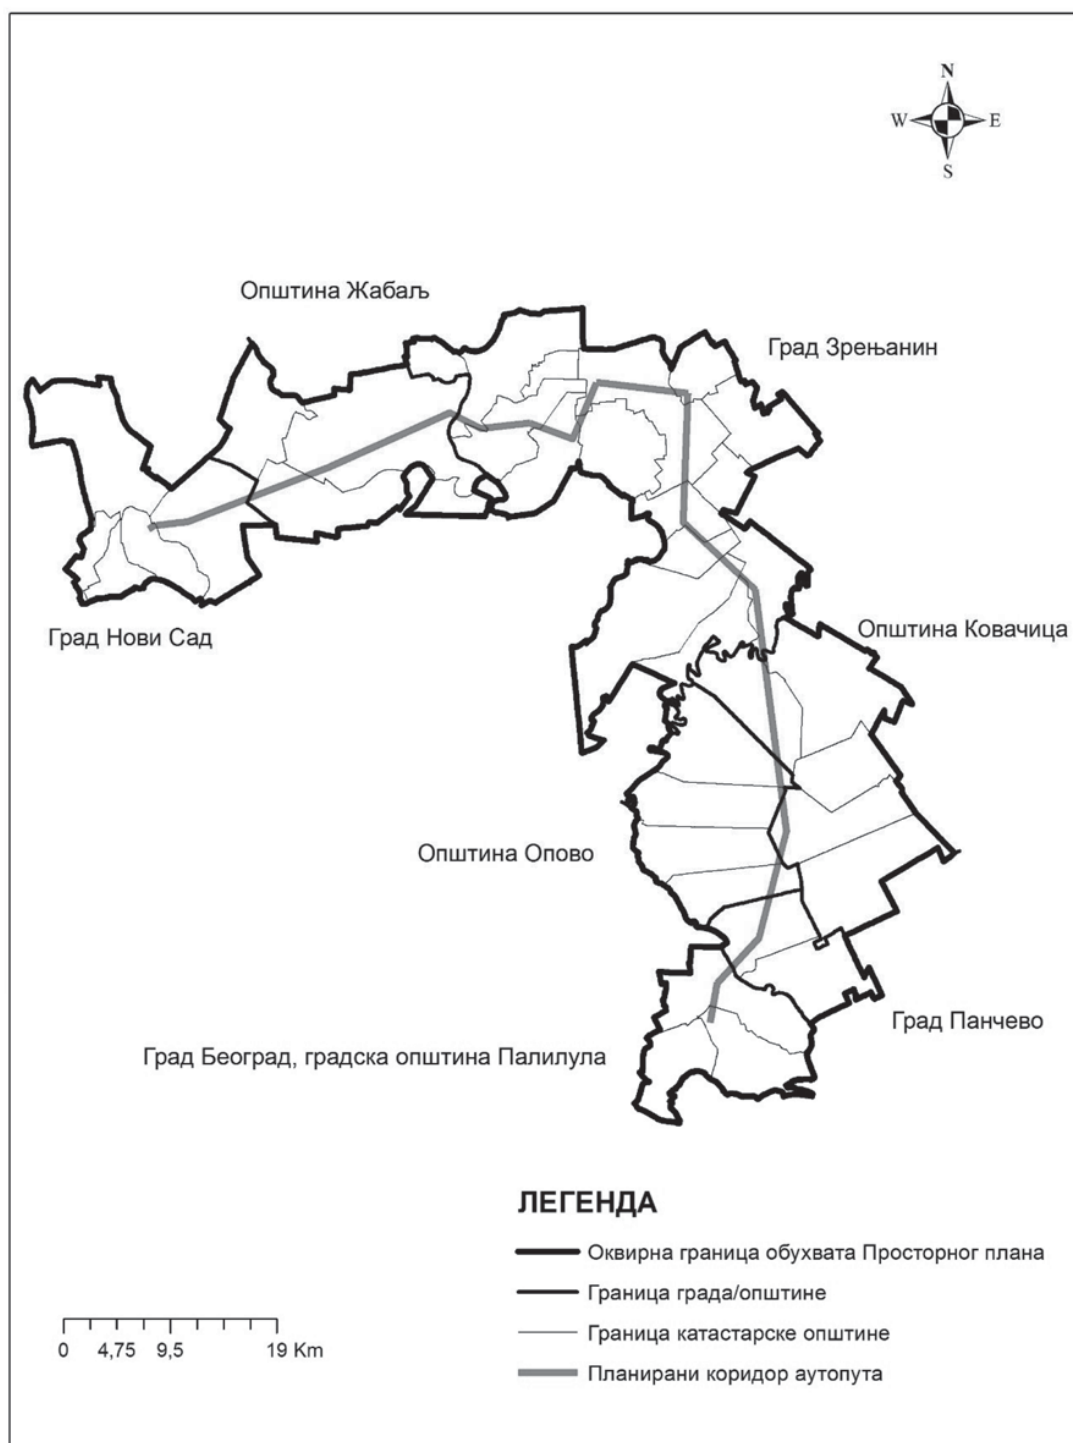 N
W E
S
Општина Жабаљ
Град Зрењанин
Град Нови Сад
Општина Ковачица
Општина Опово
Град Панчево
Град Београд, градска општина Палилула
ЛЕГЕНДА
Оквирна граница обухвата Просторног плана
Граница града/општине
Граница катастарске општине
Планирани коридор аутопута
0 4,75 9,5 19 Km